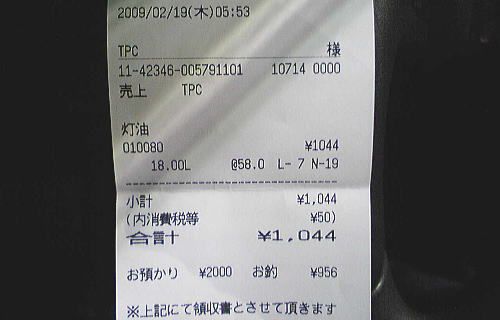 2009/02/19(木)05:53
TPC 様
11-42346-005791101 10714 0000
売上 TPC
灯油
010080 ¥1044
18.00L @58.0 L- 7 N-19
小計 ¥1,044
(内消費税等 ¥50)
合計 ¥1,044
お預かり ¥2000 お釣 ¥956
※上記にて領収書とさせて頂きます